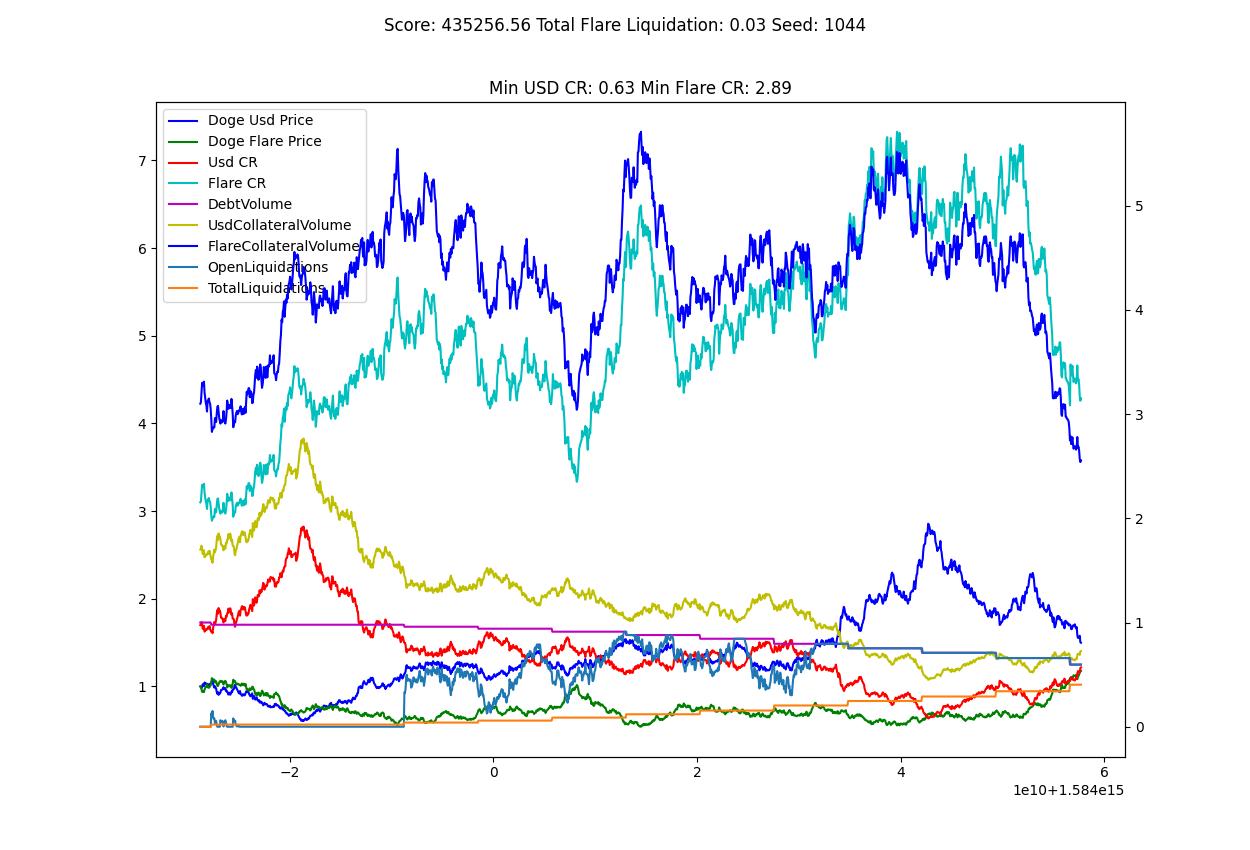 Score: 435256.56 Total Flare Liquidation: 0.03 Seed: 1044
Min USD CR: 0.63 Min Flare CR: 2.89
Doge Usd Price
Doge Flare Price
Usd CR
Flare CR
DebtVolume
UsdCollateralVolume
FlareCollateralVolume
OpenLiquidations
TotalLiquidations
7
6
5
4
3
2
1
5
4
3
2
1
0
−2
0
2
4
6
1e10+1.584e15